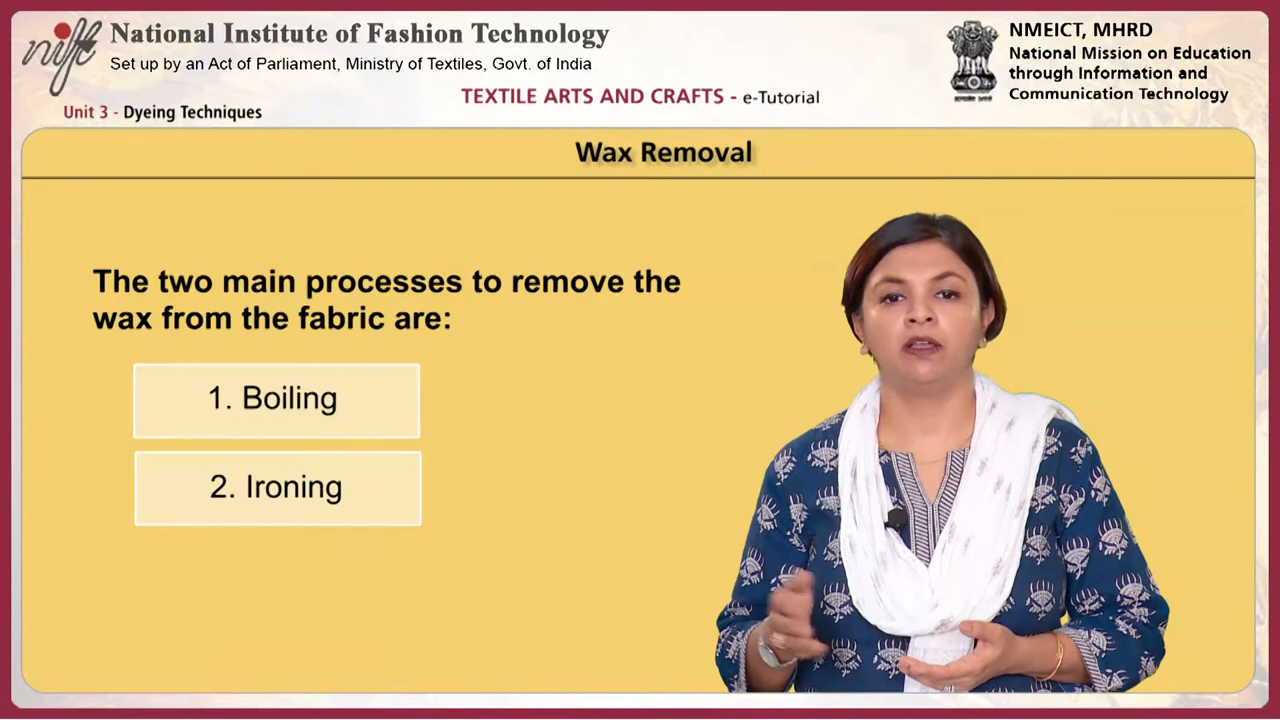 nift
National Institute of Fashion Technology
Set up by an Act of Parliament, Ministry of Textiles, Govt. of India
NMEICT, MHRD
National Mission on Education
through Information and
Communication Technology
TEXTILE ARTS AND CRAFTS - e-Tutorial
Unit 3 - Dyeing Techniques
Wax Removal
The two main processes to remove the
wax from the fabric are:
1. Boiling
2. Ironing